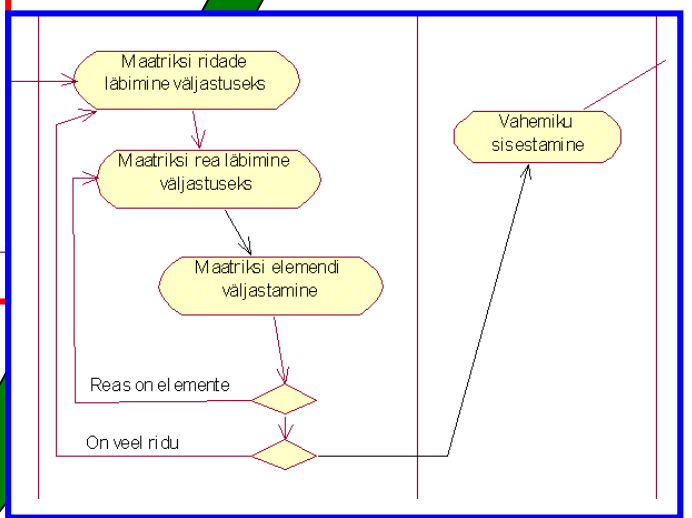 Maatriksi ridade
läbimine väljastuseks
Maatriksi rea läbimine
väljastuseks
Maatriksi elemendi
väljastamine
Reas on elemente
On veel ridu
Vahemiku
sisestamine